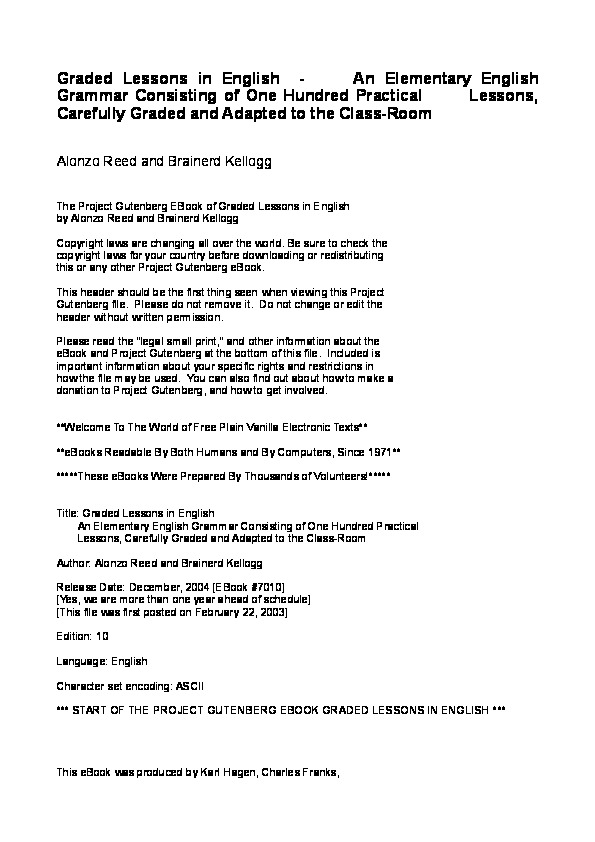 Graded Lessons in English - An Elementary English
Grammar Consisting of One Hundred Practical Lessons,
Carefully Graded and Adapted to the Class-Room
Alonzo Reed and Brainerd Kellogg
The Project Gutenberg EBook of Graded Lessons in English
by Alonzo Reed and Brainerd Kellogg
Copyright laws are changing all over the world. Be sure to check the
copyright laws for your country before downloading or redistributing
this or any other Project Gutenberg eBook.
This header should be the first thing seen when viewing this Project
Gutenberg file. Please do not remove it. Do not change or edit the
header without written permission.
Please read the "legal small print," and other information about the
eBook and Project Gutenberg at the bottom of this file. Included is
important information about your specific rights and restrictions in
how the file may be used. You can also find out about how to make a
donation to Project Gutenberg, and how to get involved.
**Welcome To The World of Free Plain Vanilla Electronic Texts**
**eBooks Readable By Both Humans and By Computers, Since 1971**
*****These eBooks Were Prepared By Thousands of Volunteers!*****
Title: Graded Lessons in English
An Elementary English Grammar Consisting of One Hundred Practical
Lessons, Carefully Graded and Adapted to the Class-Room
Author: Alonzo Reed and Brainerd Kellogg
Release Date: December, 2004 [EBook #7010]
[Yes, we are more than one year ahead of schedule]
[This file was first posted on February 22, 2003]
Edition: 10
Language: English
Character set encoding: ASCII
*** START OF THE PROJECT GUTENBERG EBOOK GRADED LESSONS IN ENGLISH ***
This eBook was produced by Karl Hagen, Charles Franks,